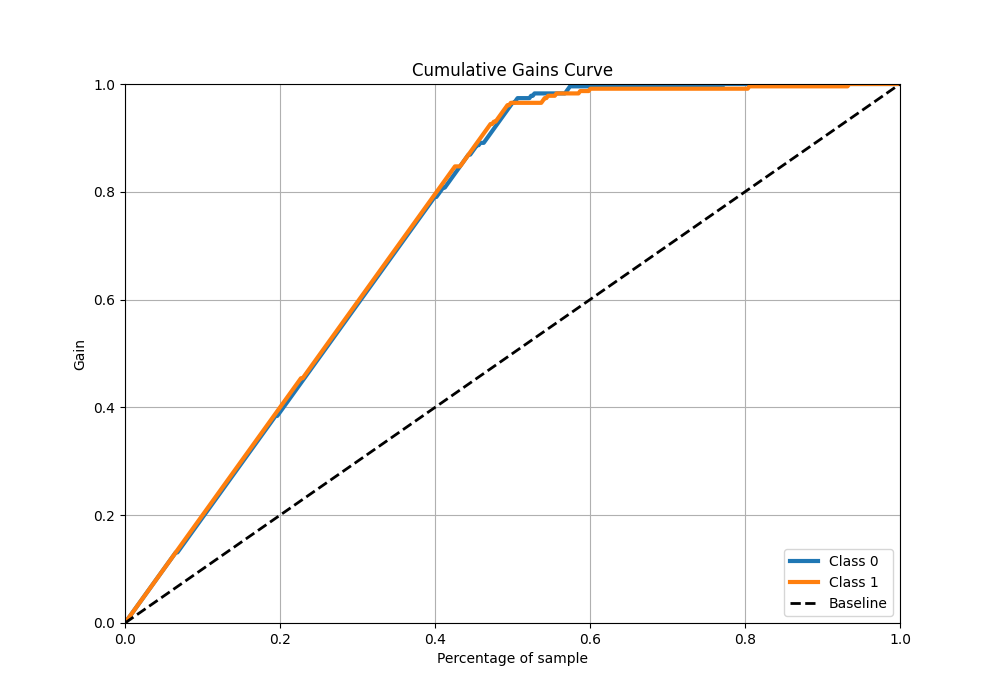 Cumulative Gains Curve
1.0
0.8
0.6
0.4
0.2
0.0
Gain
0.0 0.2 0.4 0.6 0.8 1.0
Percentage of sample
Class 0
Class 1
Baseline